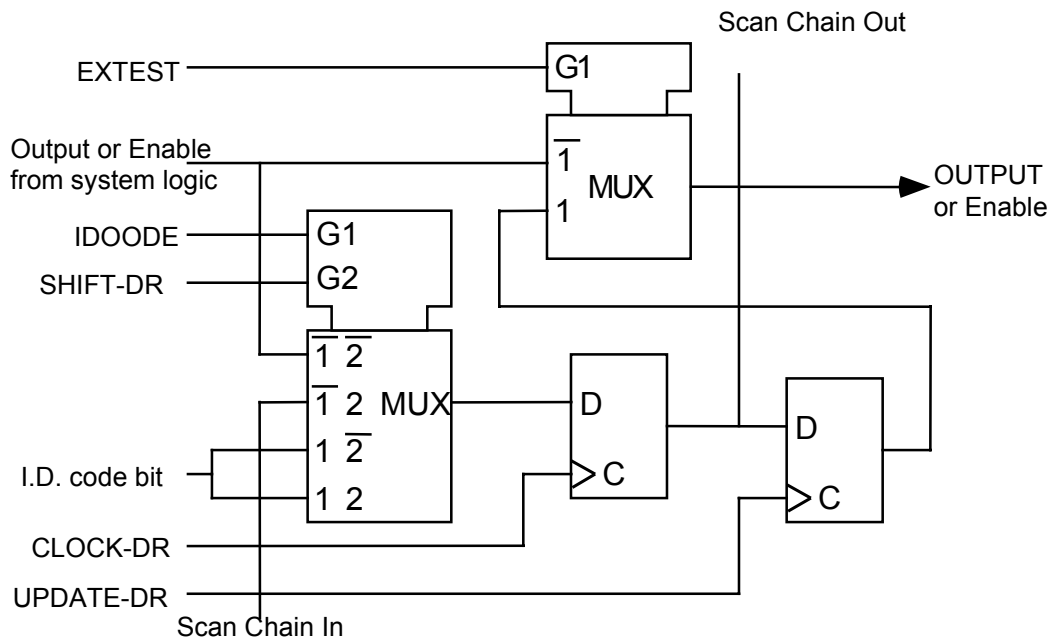 Scan Chain Out
EXTEST
G1
Output or Enable
from system logic
1
MUX
1
OUTPUT
or Enable
IDOODE
G1
SHIFT-DR
G2
1 2
1 2 MUX
1 2
1 2
D
C
D
C
I.D. code bit
CLOCK-DR
UPDATE-DR
Scan Chain In